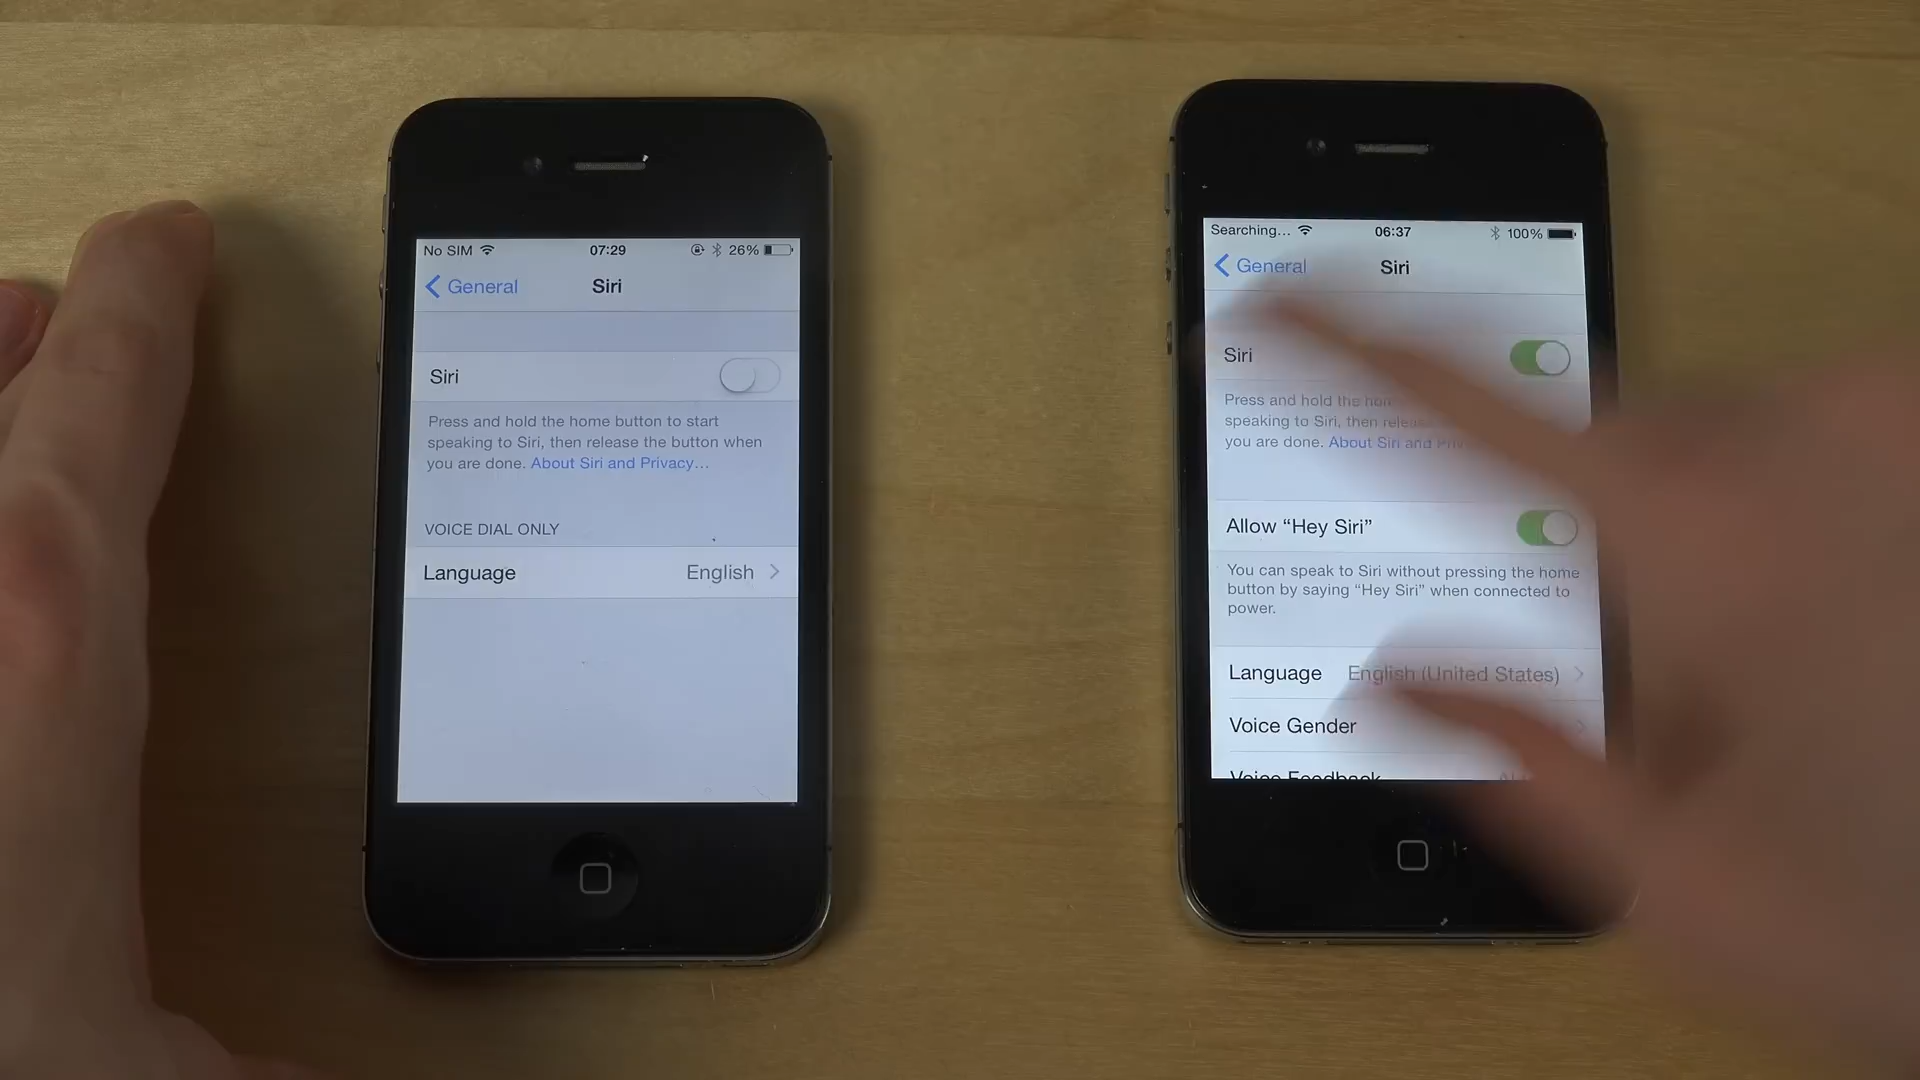 No SIM 07:29 26%
General Siri
Siri
Press and hold the home button to start
speaking to Siri, then release the button when
you are done. About Siri and Privacy...
VOICE DIAL ONLY
Language English
Searching... 06:37 100%
General Siri
Siri
Press and hold the
speaking to Siri, then
you are done. About Siri and
Allow “Hey Siri”
You can speak to Siri without pressing the home
button by saying “Hey Siri” when connected to
power.
Language English (United States)
Voice Gender
Voice Feedback